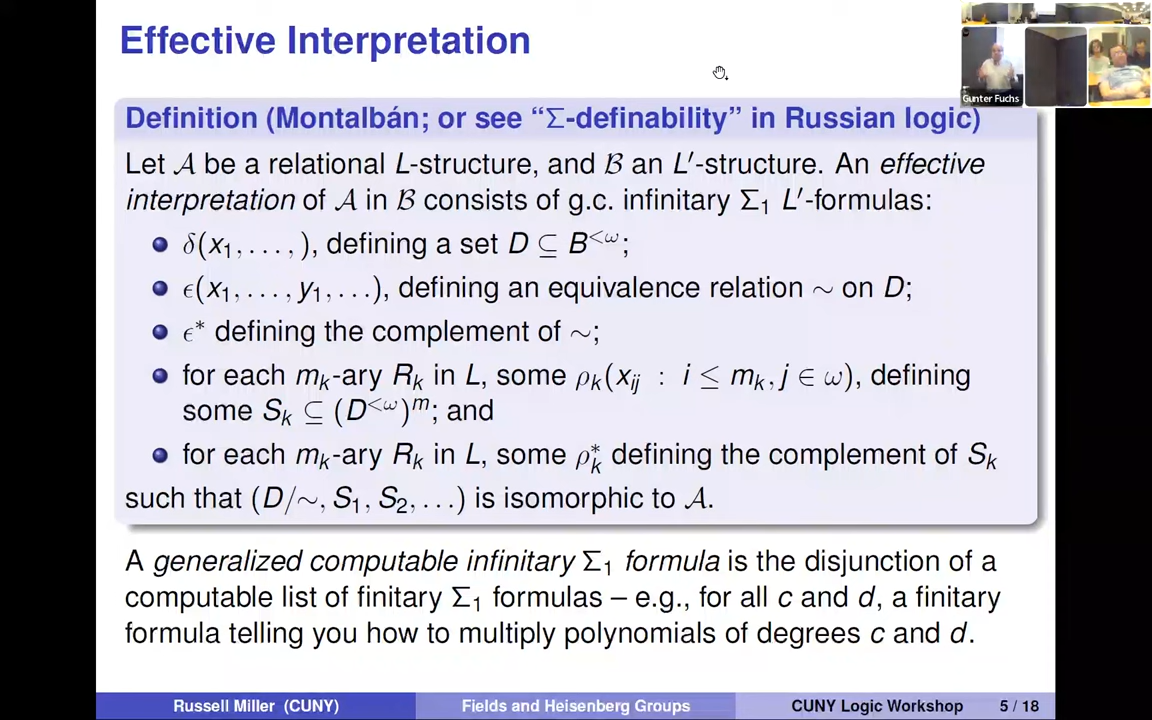 Effective Interpretation
Gunter Fuchs
Definition (Montalbán; or see “Σ-definability” in Russian logic)
Let 𝒜 be a relational L-structure, and ℬ an L′-structure. An effective
interpretation of 𝒜 in ℬ consists of g.c. infinitary Σ₁ L′-formulas:
δ(x₁, . . . , ), defining a set D ⊆ B^{<ω};
ϵ(x₁, . . . , y₁, . . .), defining an equivalence relation ∼ on D;
ϵ* defining the complement of ∼;
for each mₖ-ary Rₖ in L, some ρₖ(x_{ij} : i ≤ mₖ, j ∈ ω), defining
some Sₖ ⊆ (D^{<ω})^m; and
for each mₖ-ary Rₖ in L, some ρ*ₖ defining the complement of Sₖ
such that (D/∼, S₁, S₂, . . .) is isomorphic to 𝒜.
A generalized computable infinitary Σ₁ formula is the disjunction of a
computable list of finitary Σ₁ formulas – e.g., for all c and d, a finitary
formula telling you how to multiply polynomials of degrees c and d.
Russell Miller (CUNY) Fields and Heisenberg Groups CUNY Logic Workshop 5 / 18